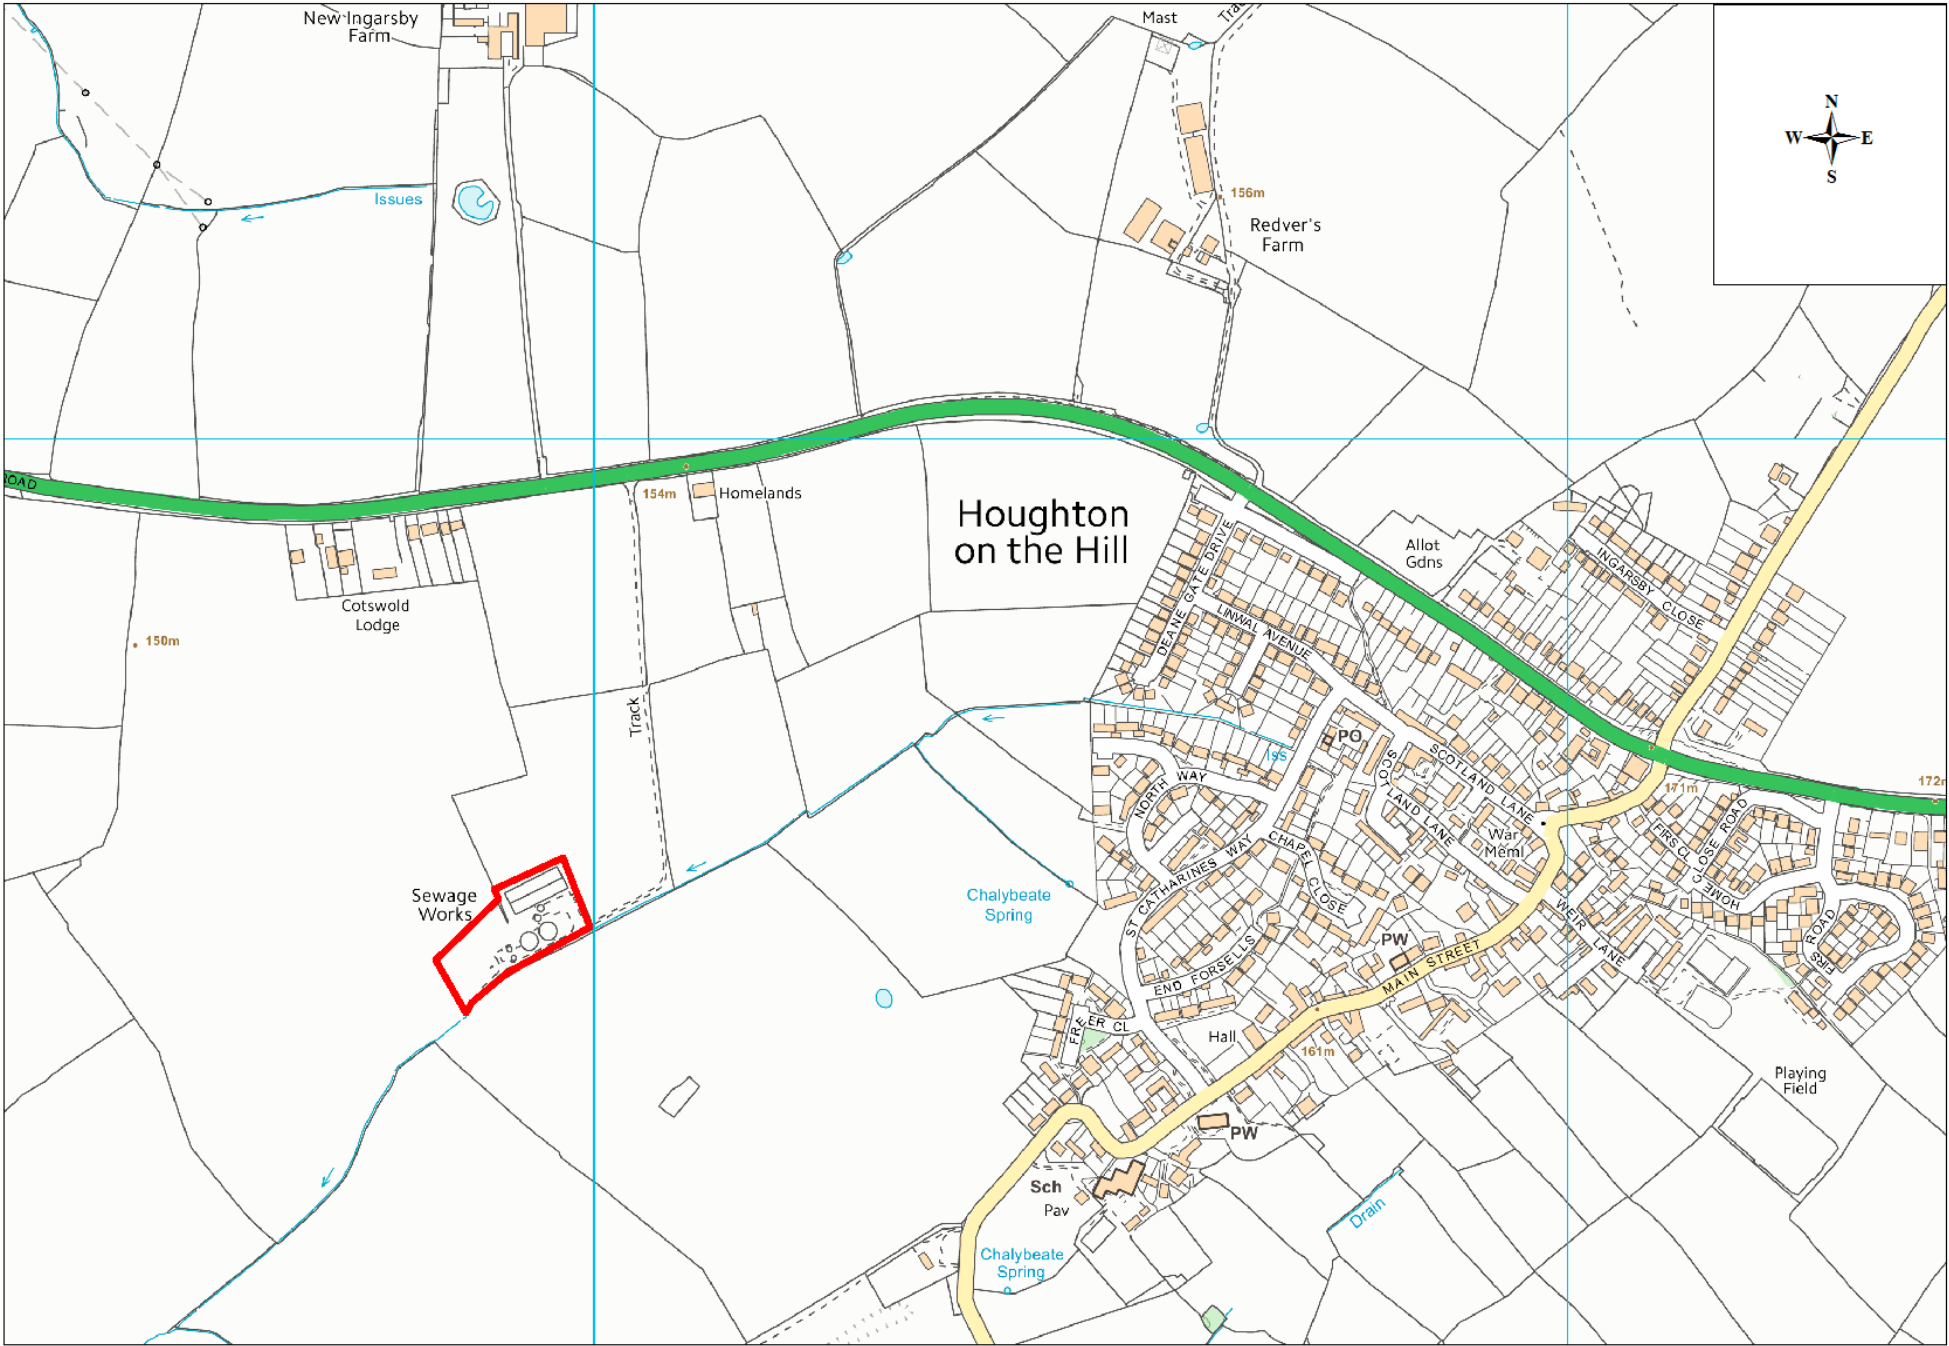 New Ingarsby
Farm
Mast
Track
N
W E
S
Issues
156m
Redver's
Farm
ROAD
154m
Homelands
Houghton
on the Hill
Allot
Gdns
INGARSBY CLOSE
DEANE GATE DRIVE
LINWAL AVENUE
Cotswold
Lodge
150m
Track
PO
Iss
SCOTLAND LANE
SCOTLAND LANE
NORTH WAY
171m
172m
War
Meml
FIRS CL
HOME CLOSE ROAD
FIRS ROAD
ST CATHARINES WAY
CHAPEL CLOSE
WEIR LANE
Sewage
Works
Chalybeate
Spring
PW
MAIN STREET
END FORSELLS
FREER CL
Hall
161m
Playing
Field
PW
Sch
Pav
Drain
Chalybeate
Spring